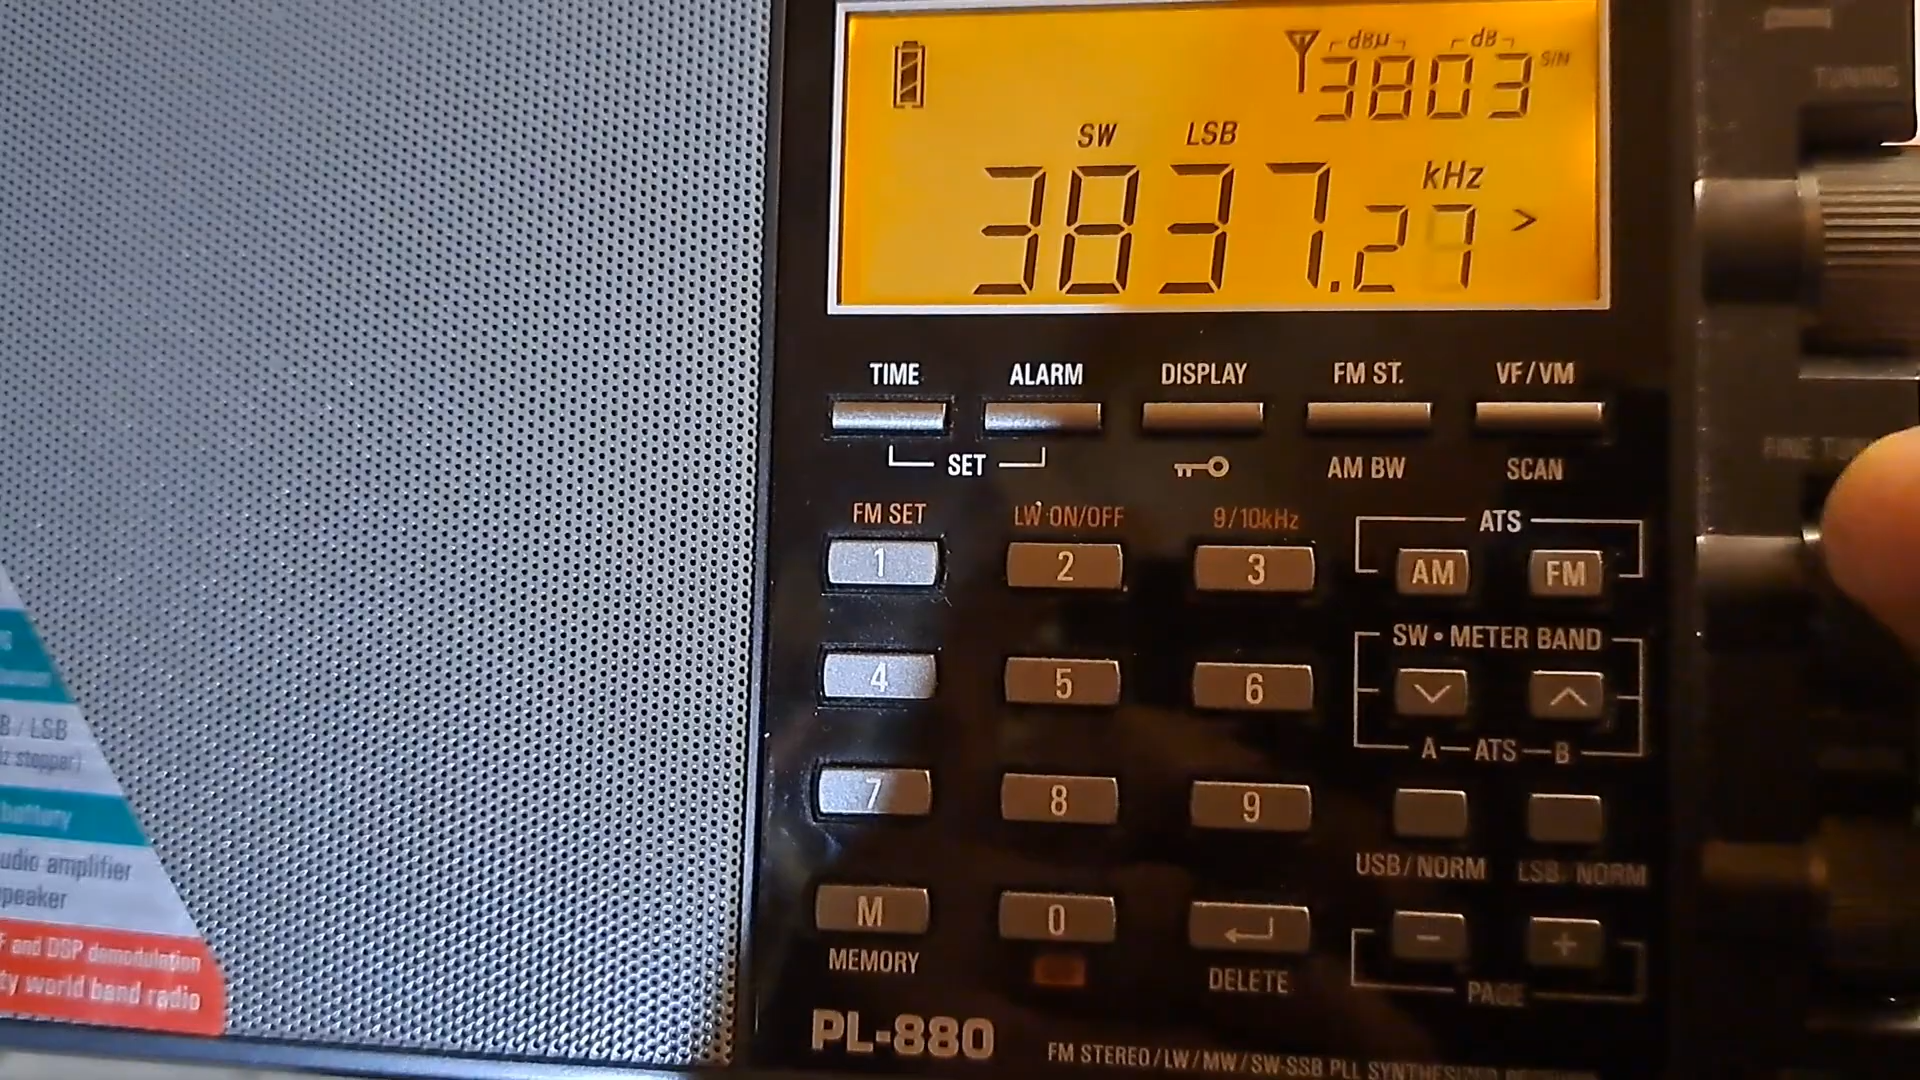 dBµ dB
3803 S/N
SW LSB
kHz
3837.27 >
TUNING
TIME ALARM DISPLAY FM ST. VF/VM
SET AM BW SCAN
FINE
FM SET LW ON/OFF 9/10kHz ATS
1 2 3 AM FM
SW • METER BAND
4 5 6
A ATS B
7 8 9
USB/NORM LSB/NORM
M 0 - +
MEMORY DELETE PAGE
PL-880
FM STEREO/LW/MW/SW-SSB PLL SYNTHESIZED
B / LSB
z stepper)
battery
udio amplifier
peaker
F and DSP demodulation
ty world band radio